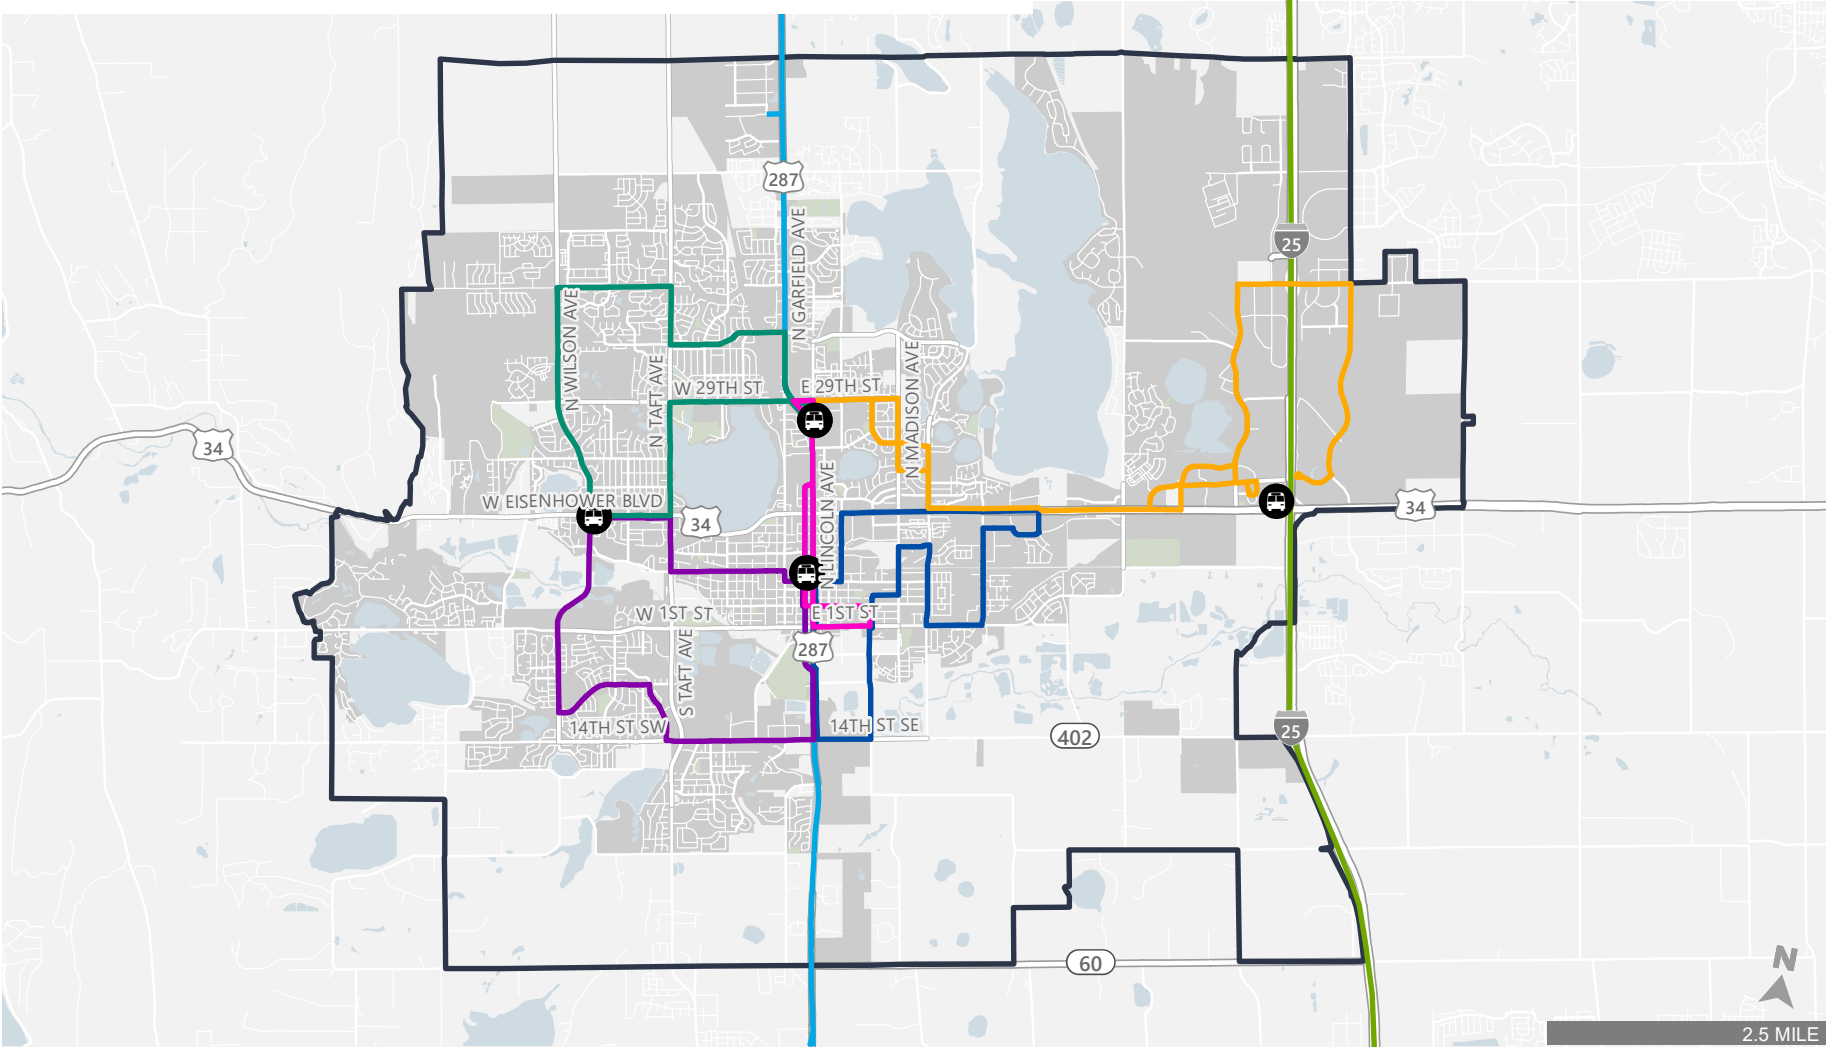 287
N GARFIELD AVE
25
N WILSON AVE
N TAFT AVE
W 29TH ST
E 29TH ST
N MADISON AVE
34
W EISENHOWER BLVD
34
N LINCOLN AVE
34
W 1ST ST
E 1ST ST
287
S TAFT AVE
14TH ST SW
14TH ST SE
402
25
60
N
2.5 MILE